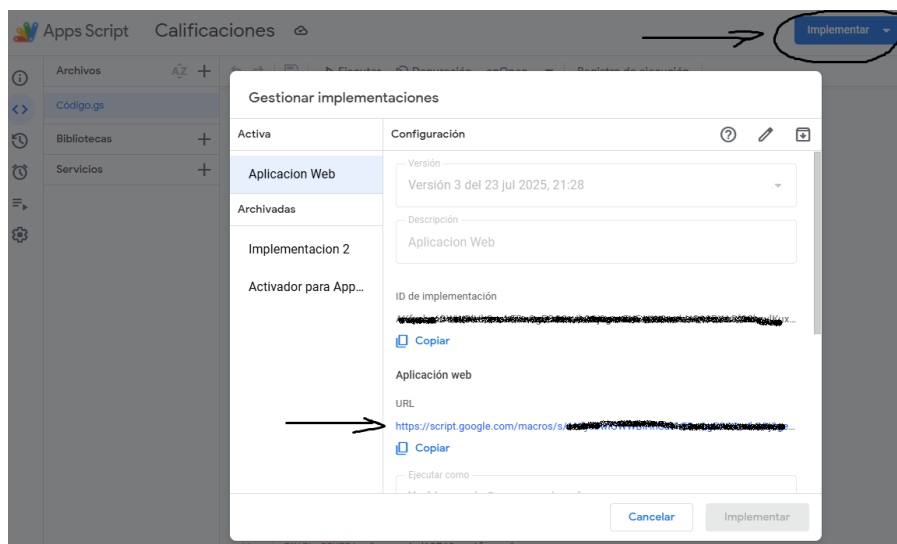 Apps Script Calificaciones
Implementar
Archivos
Código.gs
Bibliotecas
Servicios
Gestionar implementaciones
Activa
Configuración
Aplicacion Web
Archivadas
Implementacion 2
Activador para App...
Versión
Versión 3 del 23 jul 2025, 21:28
Descripción
Aplicacion Web
ID de implementación
Copiar
Aplicación web
URL
https://script.google.com/macros/s/
Copiar
Ejecutar como
Cancelar
Implementar